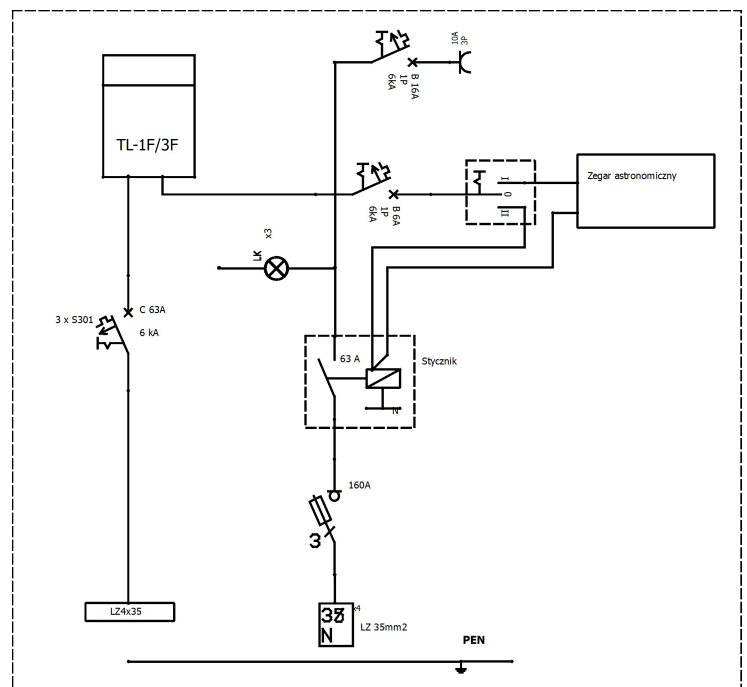 3P
10A
B 16A
1P
6kA
TL-1F/3F
I
0
II
Zegar astronomiczny
B 6A
1P
6kA
x3
LK
C 63A
3 x S301
6 kA
63 A
Stycznik
N
160A
3
LZ4x35
x4
N
LZ 35mm2
PEN